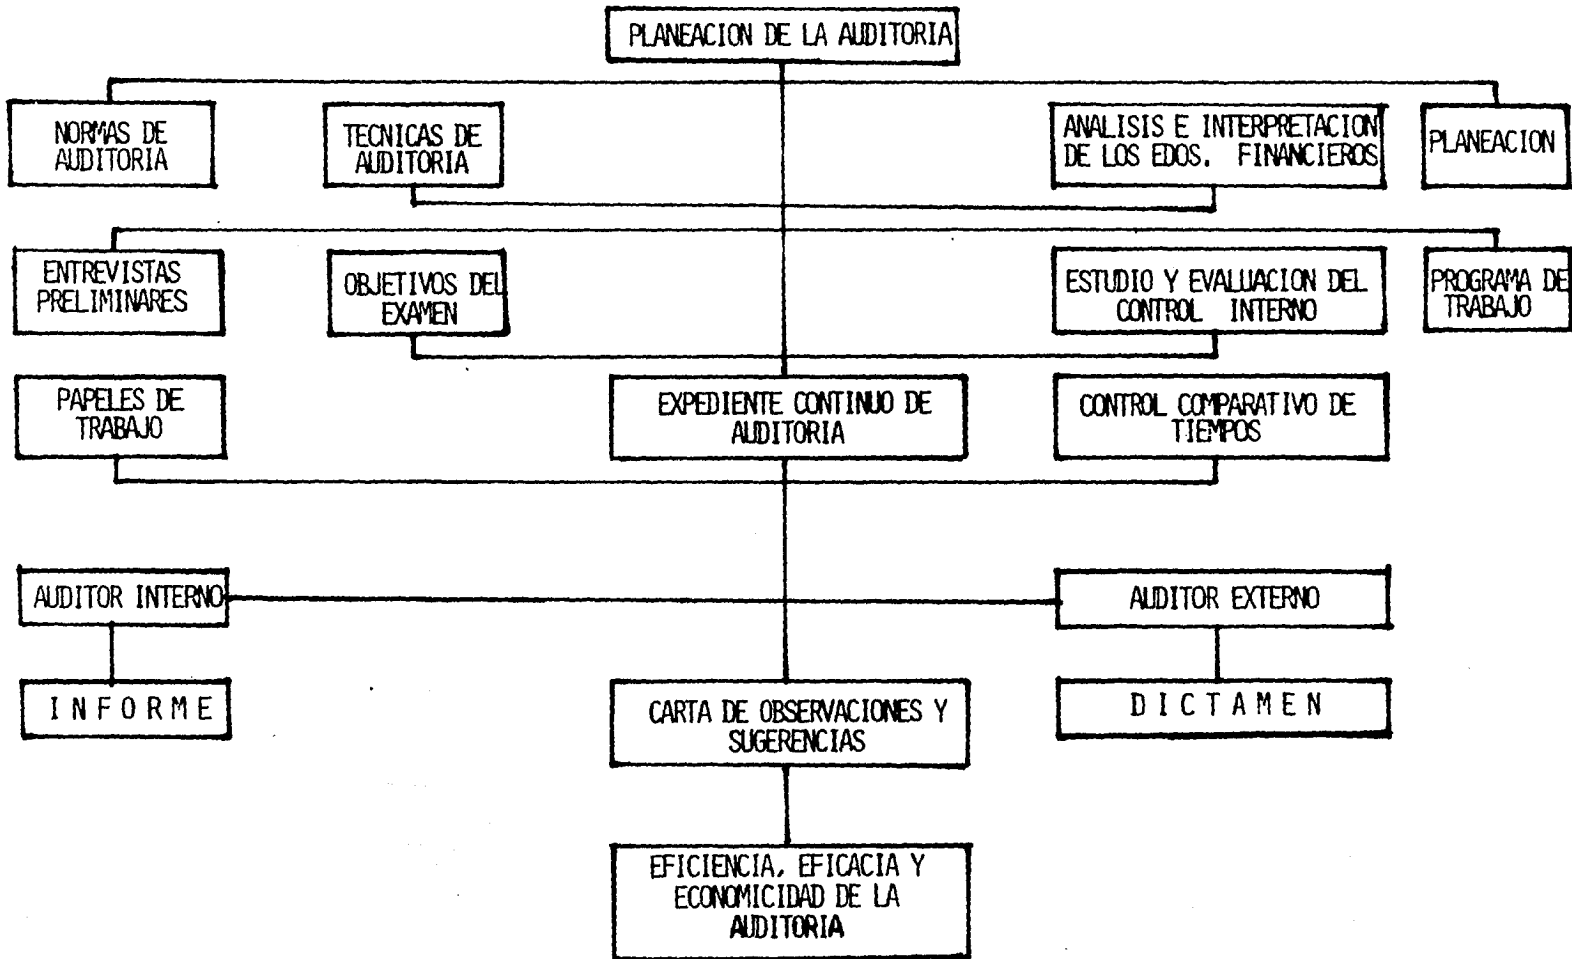 PLANEACION DE LA AUDITORIA
NORMAS DE
AUDITORIA
TECNICAS DE
AUDITORIA
ANALISIS E INTERPRETACION
DE LOS EDOS. FINANCIEROS
PLANEACION
ENTREVISTAS
PRELIMINARES
OBJETIVOS DEL
EXAMEN
ESTUDIO Y EVALUACION DEL
CONTROL INTERNO
PROGRAMA DE
TRABAJO
PAPELES DE
TRABAJO
EXPEDIENTE CONTINUO DE
AUDITORIA
CONTROL COMPARATIVO DE
TIEMPOS
AUDITOR INTERNO
AUDITOR EXTERNO
INFORME
CARTA DE OBSERVACIONES Y
SUGERENCIAS
DICTAMEN
EFICIENCIA, EFICACIA Y
ECONOMICIDAD DE LA
AUDITORIA